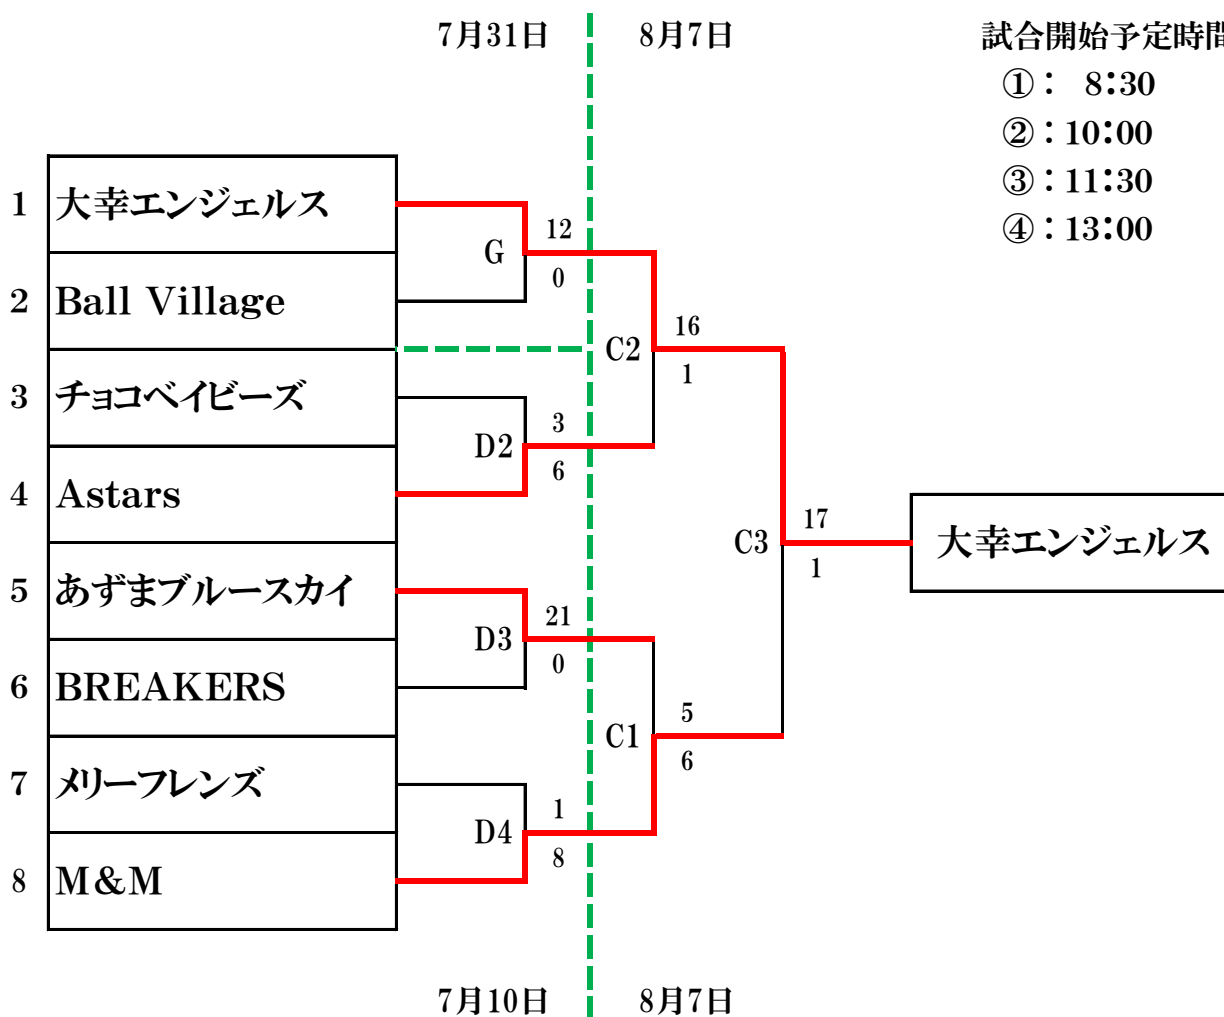 7月31日
8月7日
試合開始予定時間
①： 8:30
②：10:00
③：11:30
④：13:00
1
大幸エンジェルス
G
12
0
2
Ball Village
C2
16
1
3
チョコベイビーズ
D2
3
6
4
Astars
C3
17
1
大幸エンジェルス
5
あずまブルースカイ
D3
21
0
6
BREAKERS
C1
5
6
7
メリーフレンズ
D4
1
8
8
M&M
7月10日
8月7日